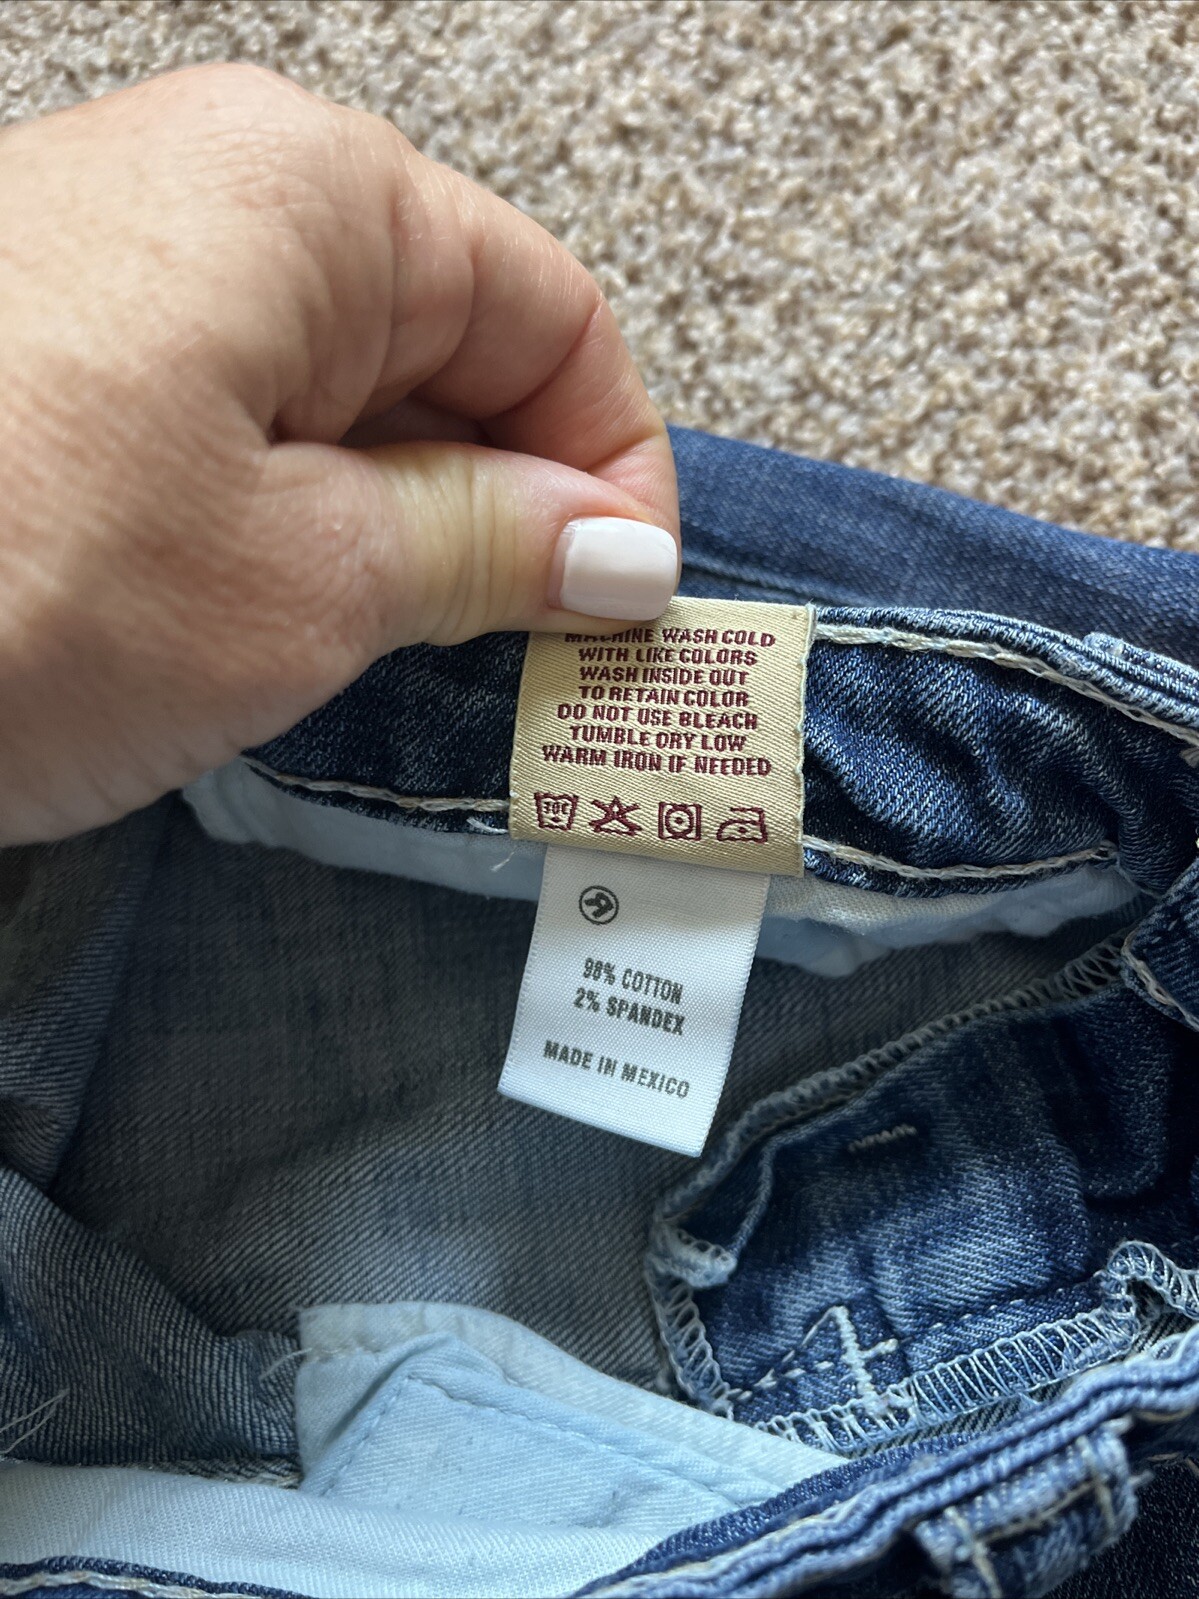 MACHINE WASH COLD
WITH LIKE COLORS
WASH INSIDE OUT
TO RETAIN COLOR
DO NOT USE BLEACH
TUMBLE DRY LOW
WARM IRON IF NEEDED
30C
98% COTTON
2% SPANDEX
MADE IN MEXICO